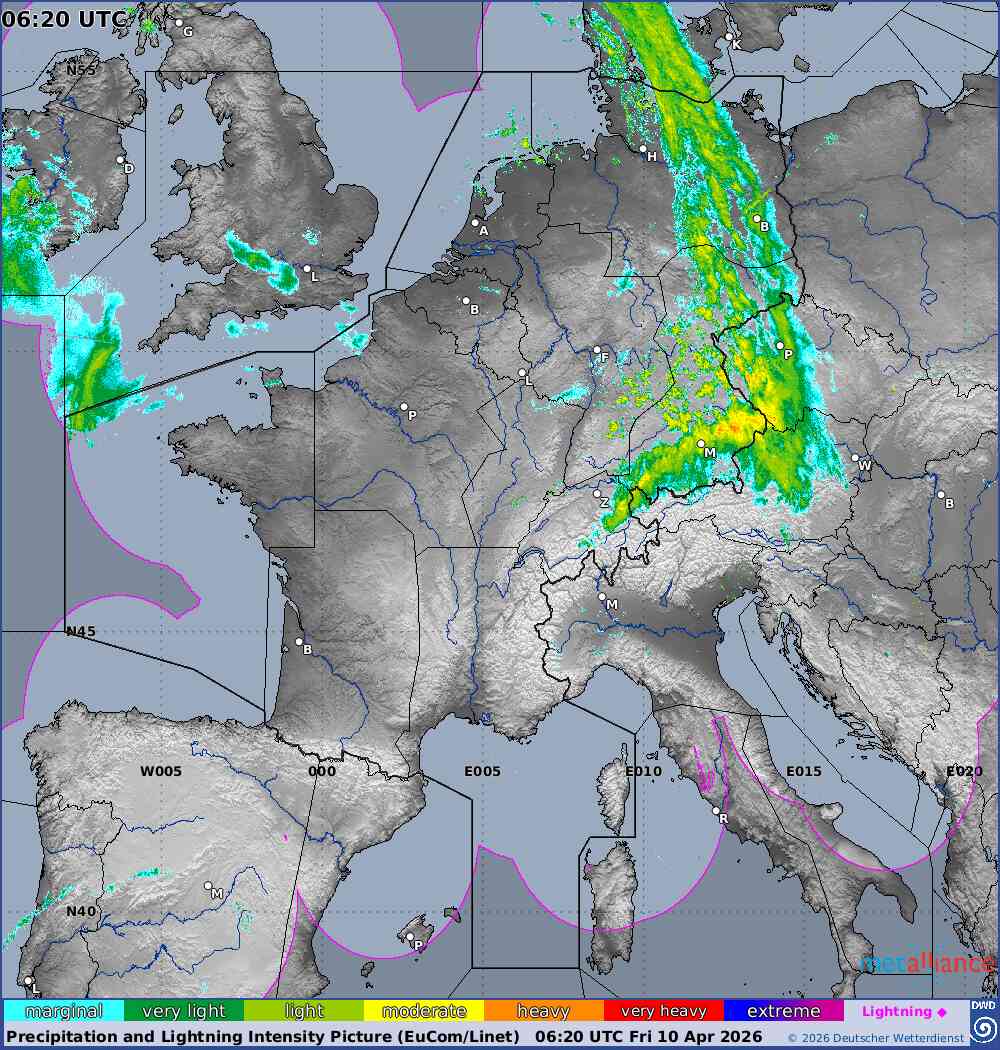 06:20 UTC
G
K
N55
D
H
A
B
L
B
F
P
L
P
M
W
Z
B
M
N45
B
W005
000
E005
E010
E015
E020
R
M
N40
P
L
metalliance
marginal
very light
light
moderate
heavy
very heavy
extreme
Lightning
DWD
Precipitation and Lightning Intensity Picture (EuCom/Linet) 06:20 UTC Fri 10 Apr 2026
© 2026 Deutscher Wetterdienst